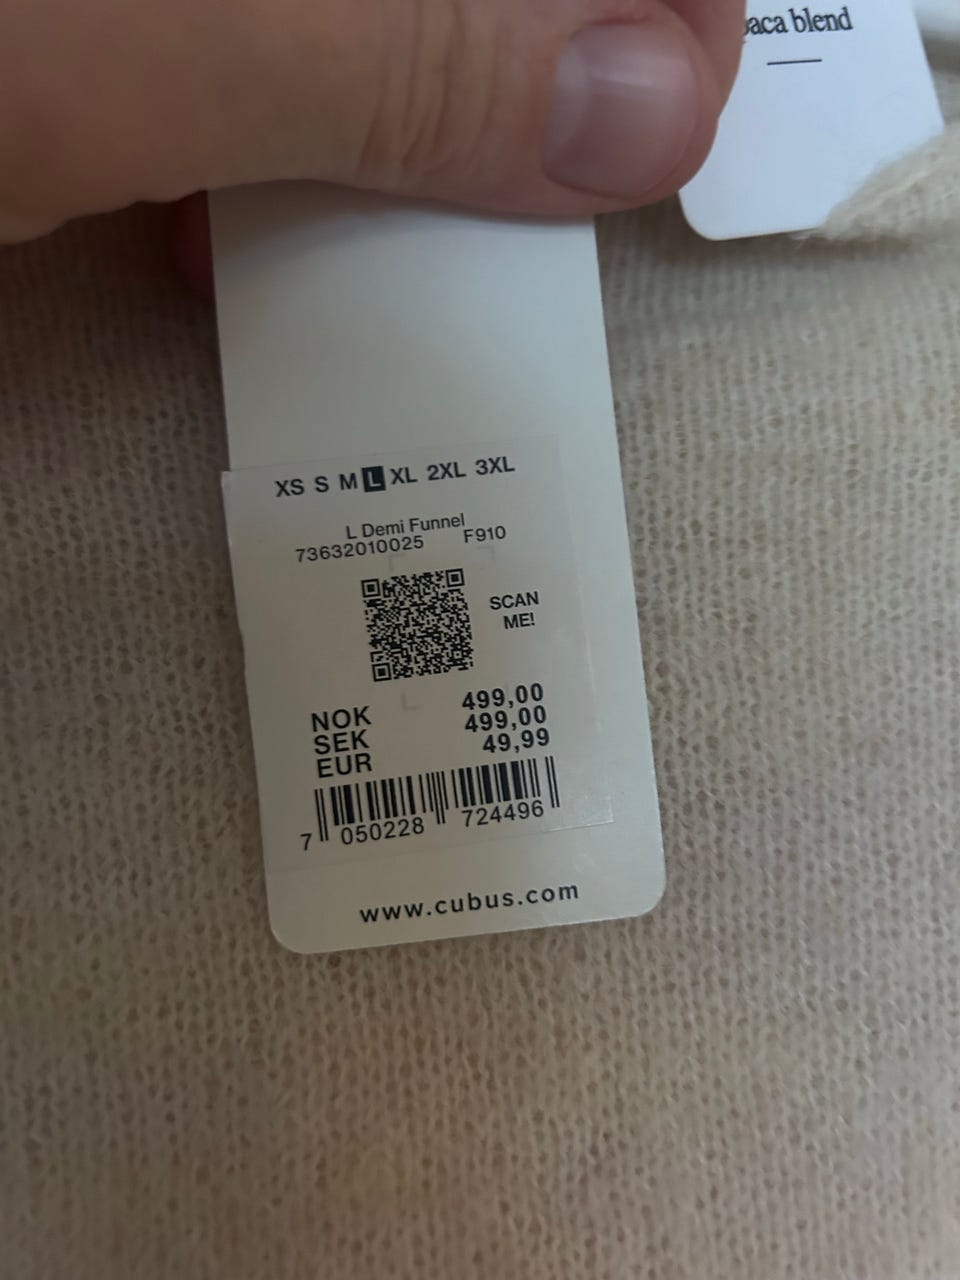 blend
XS S M L XL 2XL 3XL
L Demi Funnel
73632010025 F910
SCAN
ME!
NOK 499,00
SEK 499,00
EUR 49,99
7 050228 724496
www.cubus.com